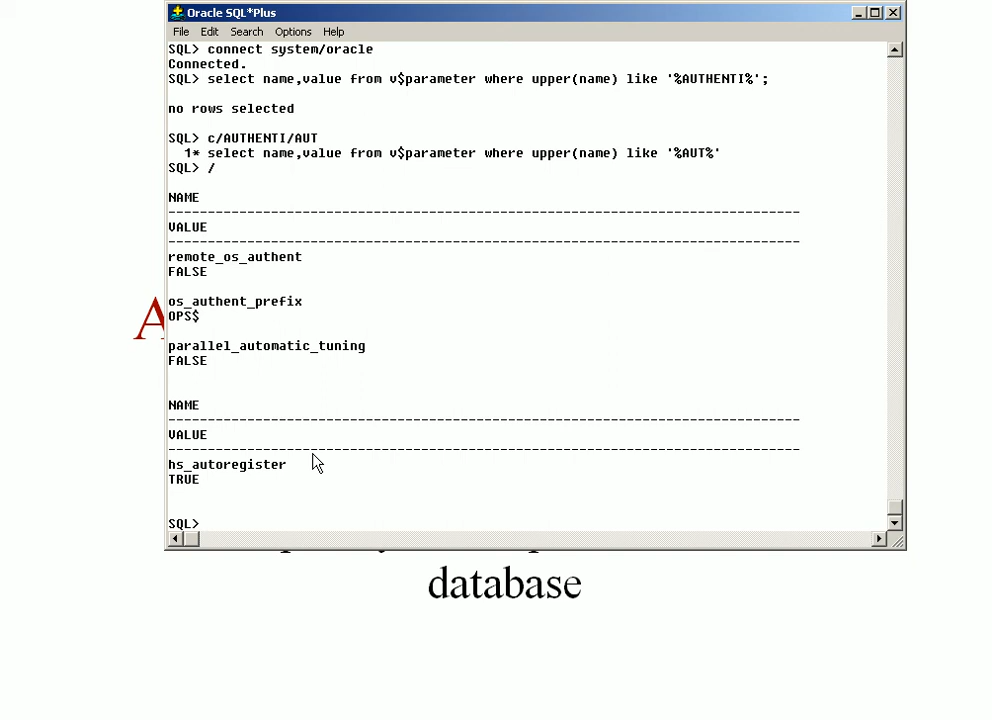 Oracle SQL*Plus
File Edit Search Options Help
SQL> connect system/oracle
Connected.
SQL> select name,value from v$parameter where upper(name) like '%AUTHENTI%';
no rows selected
SQL> c/AUTHENTI/AUT
1* select name,value from v$parameter where upper(name) like '%AUT%'
SQL> /
NAME
--------------------------------------------------------------------------------
VALUE
--------------------------------------------------------------------------------
remote_os_authent
FALSE
os_authent_prefix
OPS$
parallel_automatic_tuning
FALSE
NAME
--------------------------------------------------------------------------------
VALUE
--------------------------------------------------------------------------------
hs_autoregister
TRUE
SQL>
A
database